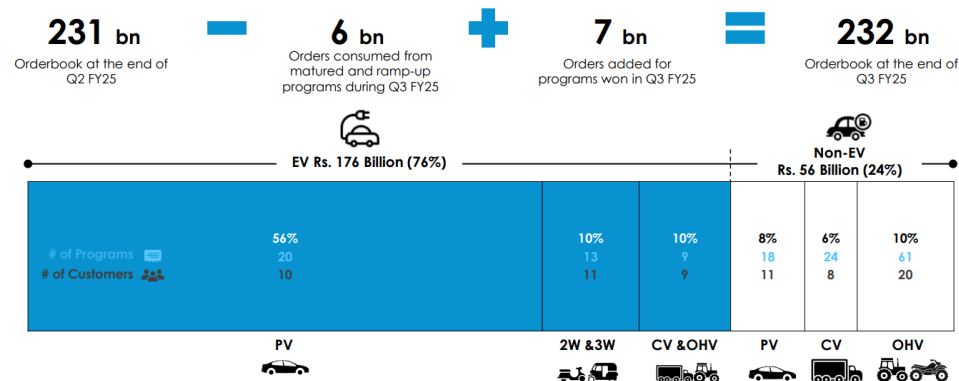 231 bn
Orderbook at the end of
Q2 FY25
6 bn
Orders consumed from
matured and ramp-up
programs during Q3 FY25
7 bn
Orders added for
programs won in Q3 FY25
232 bn
Orderbook at the end of
Q3 FY25
EV Rs. 176 Billion (76%)
Non-EV
Rs. 56 Billion (24%)
56% 10% 10% 8% 6% 10%
# of Programs 20 13 9 18 24 61
# of Customers 10 11 9 11 8 20
PV 2W &3W CV &OHV PV CV OHV